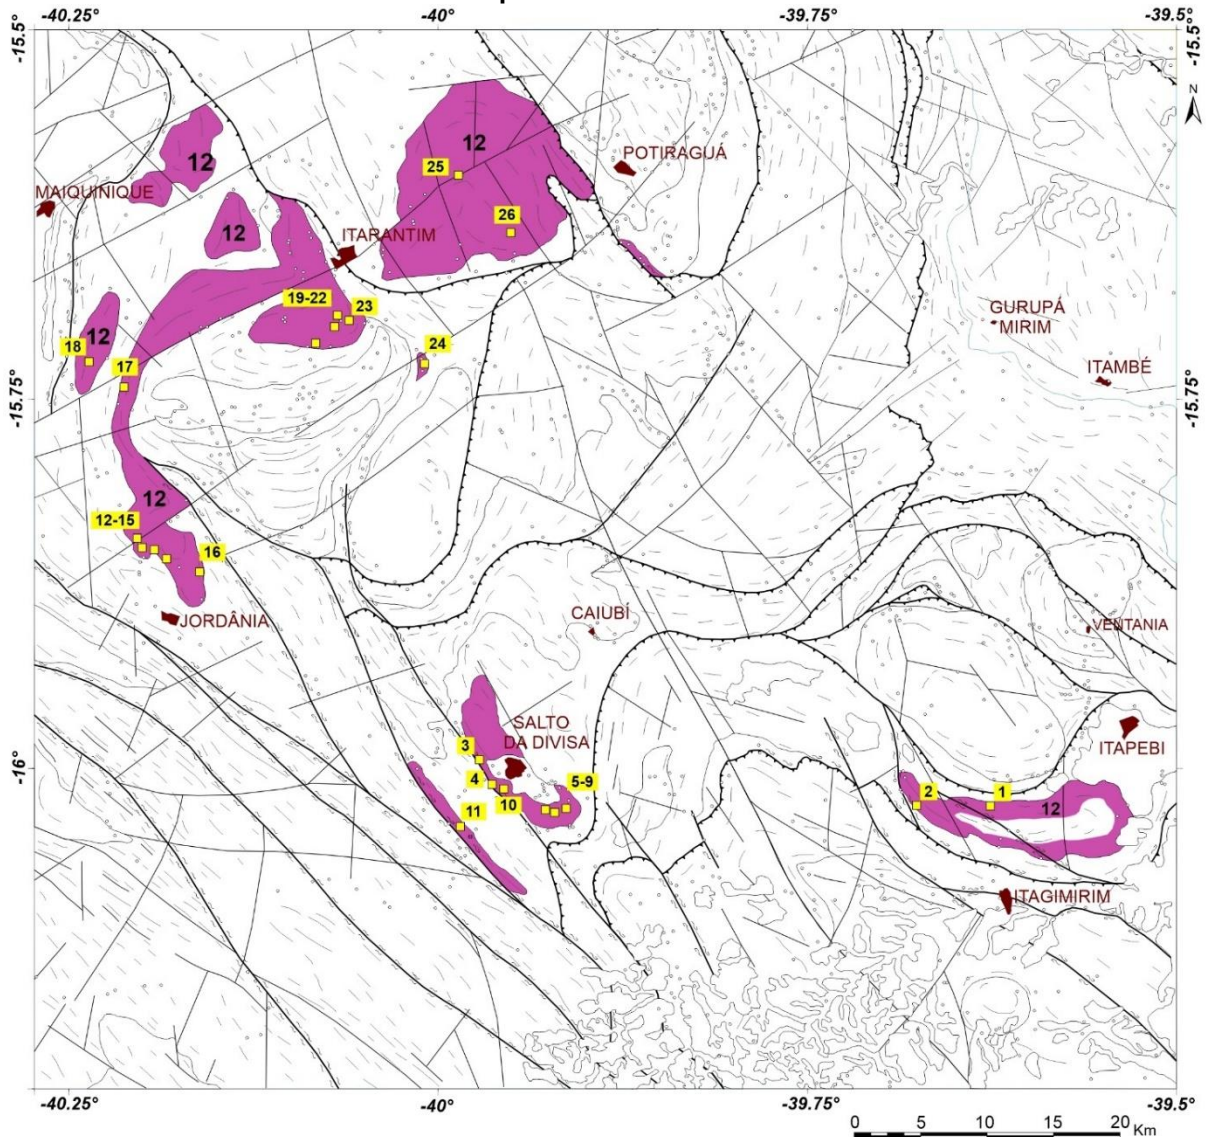 -40.25°
-40°
-39.75°
-39.5°
-15.5°
-15.5°
N
12
POTIRAGUÁ
12
25
MAIQUINIQUE
26
12
ITARANTIM
19-22
23
GURUPÁ
MIRIM
12
18
24
17
ITAMBÉ
-15.75°
-15.75°
12
12-15
16
JORDÂNIA
CAIUBÍ
VENTANIA
SALTO
DA DIVISA
3
ITAPEBI
-16°
-16°
4
5-9
2
1
10
12
11
ITAGIMIRIM
-40.25°
-40°
-39.75°
-39.5°
0
5
10
15
20
Km